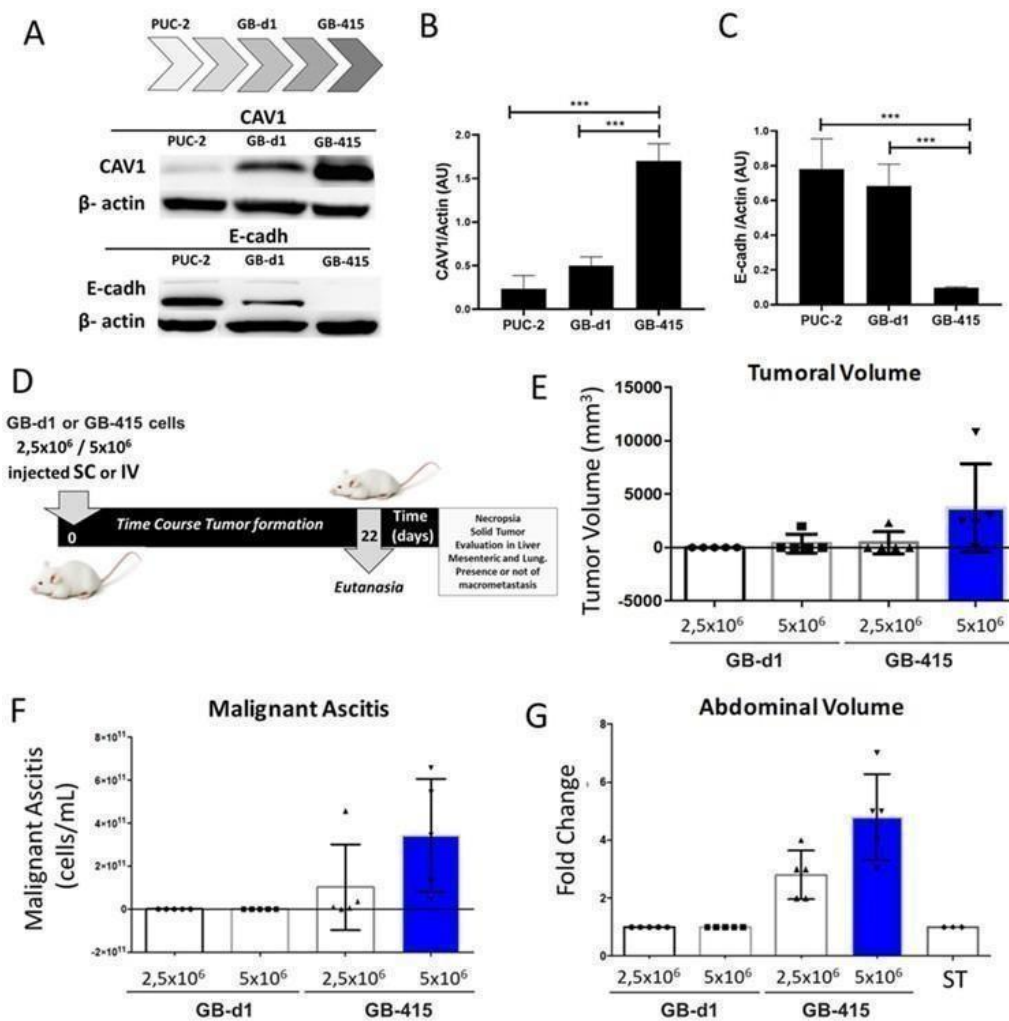 A
PUC-2 GB-d1 GB-415
CAV1
PUC-2 GB-d1 GB-415
CAV1
β- actin
E-cadh
PUC-2 GB-d1 GB-415
E-cadh
β- actin
B
***
***
CAV1/Actin (AU)
2.0
1.5
1.0
0.5
0.0
PUC-2 GB-d1 GB-415
C
***
***
E-cadh /Actin (AU)
1.0
0.8
0.6
0.4
0.2
0.0
PUC-2 GB-d1 GB-415
D
GB-d1 or GB-415 cells
2,5x10⁶ / 5x10⁶
injected SC or IV
0
Time Course Tumor formation
22
Time
(days)
Eutanasia
Necropsia
Solid Tumor
Evaluation in Liver
Mesenteric and Lung.
Presence or not of
macrometastasis
E
Tumoral Volume
Tumor Volume (mm³)
15000
10000
5000
0
-5000
2,5x10⁶ 5x10⁶ 2,5x10⁶ 5x10⁶
GB-d1 GB-415
F
Malignant Ascitis
Malignant Ascitis
(cells/mL)
8×10¹¹
6×10¹¹
4×10¹¹
2×10¹¹
0
-2×10¹¹
2,5x10⁶ 5x10⁶ 2,5x10⁶ 5x10⁶
GB-d1 GB-415
G
Abdominal Volume
Fold Change
8
6
4
2
0
2,5x10⁶ 5x10⁶ 2,5x10⁶ 5x10⁶ ST
GB-d1 GB-415